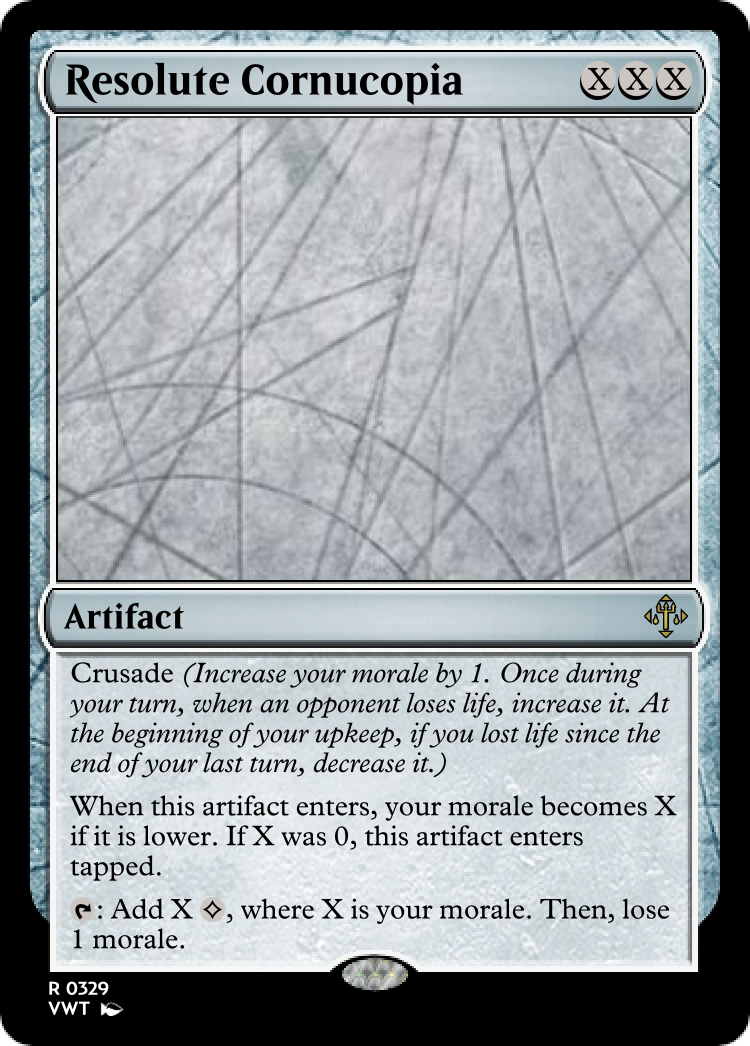 Resolute Cornucopia XXX
Artifact
Crusade (Increase your morale by 1. Once during
your turn, when an opponent loses life, increase it. At
the beginning of your upkeep, if you lost life since the
end of your last turn, decrease it.)
When this artifact enters, your morale becomes X
if it is lower. If X was 0, this artifact enters
tapped.
: Add X , where X is your morale. Then, lose
1 morale.
R 0329
VWT